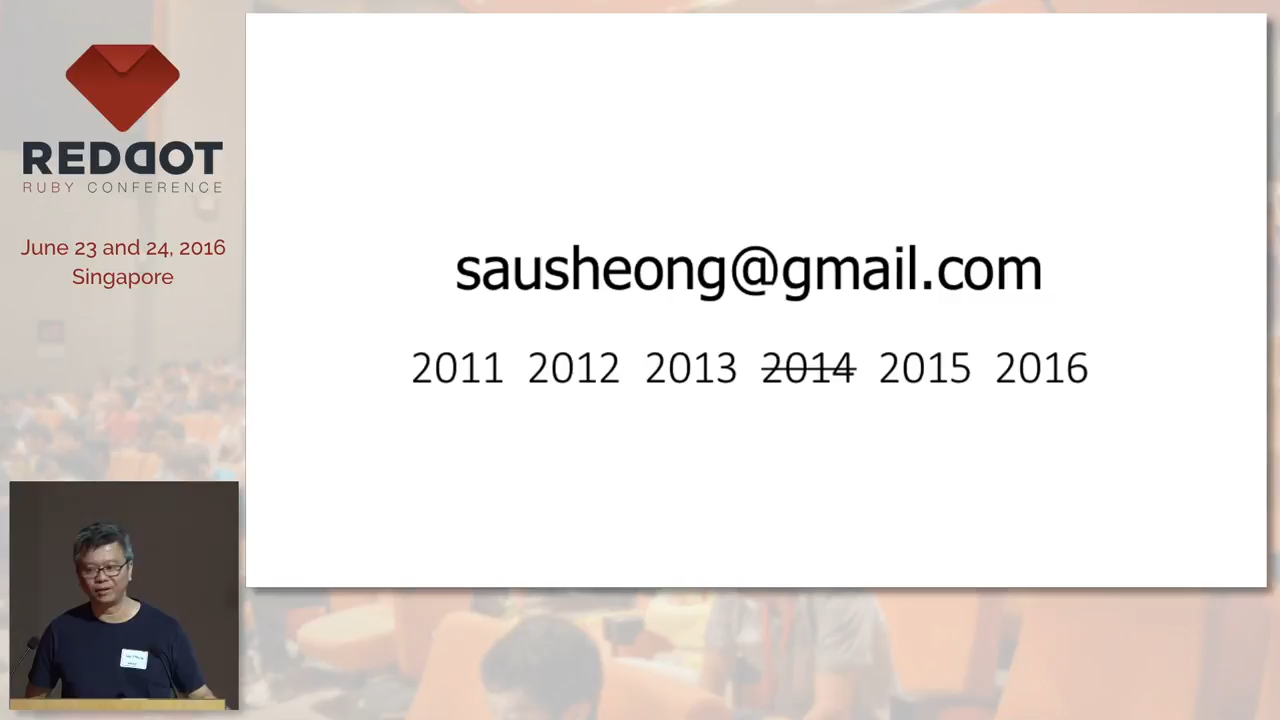 REDDOT
RUBY CONFERENCE
June 23 and 24, 2016
Singapore
sausheong@gmail.com
2011 2012 2013 2014 2015 2016